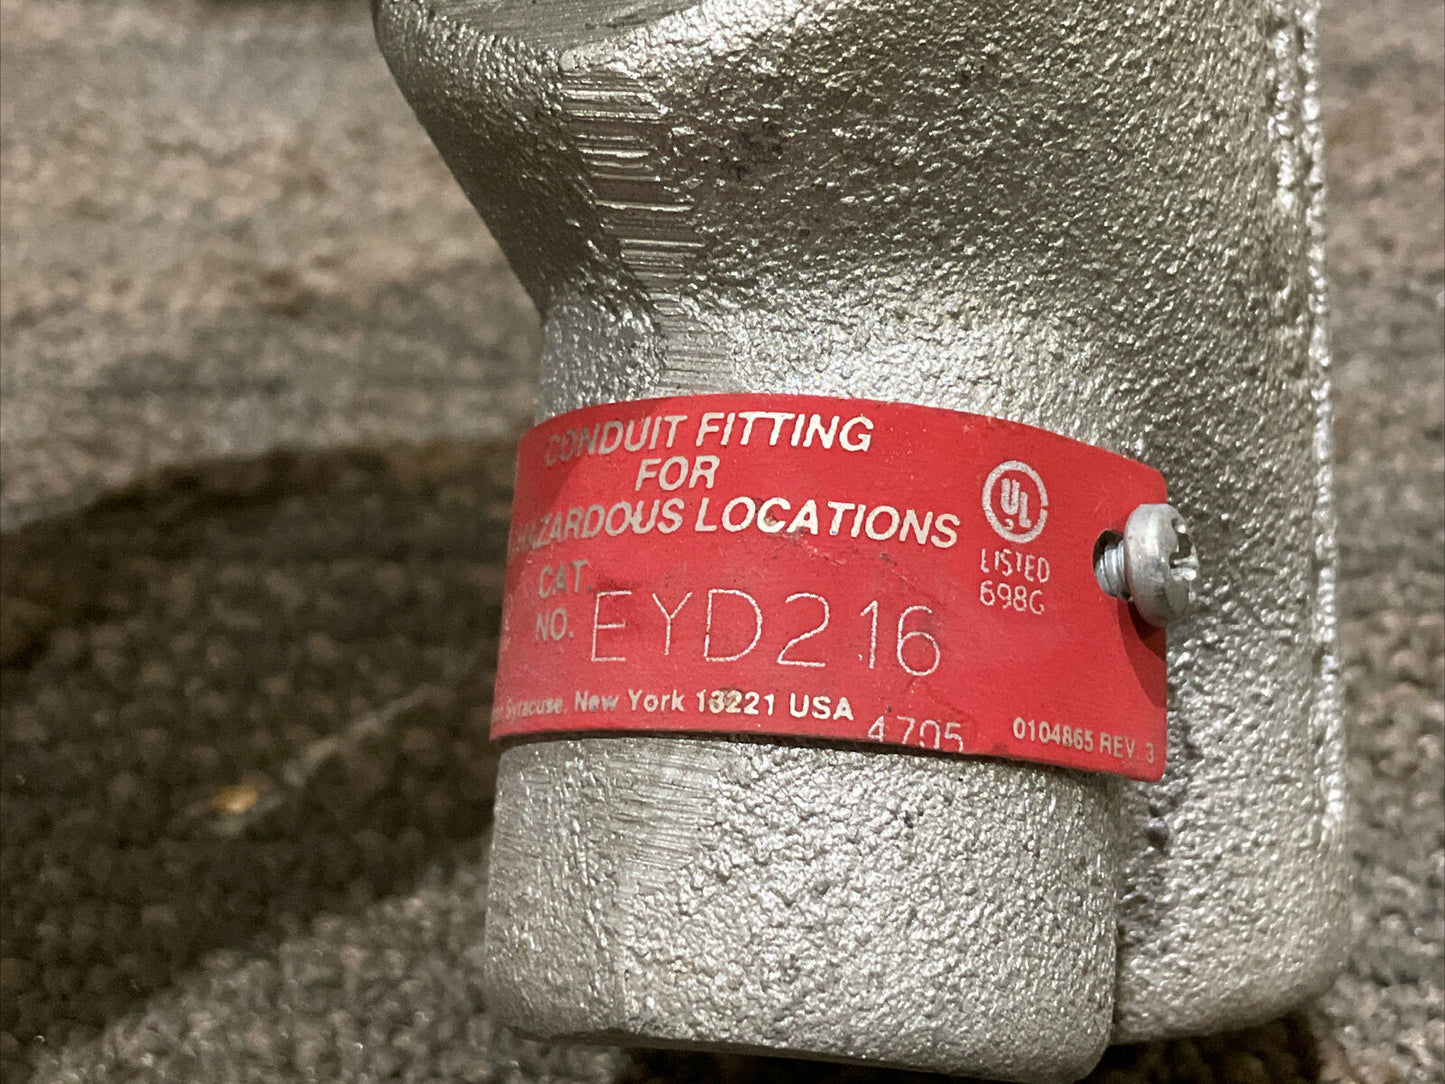 CONDUIT FITTING
FOR
HAZARDOUS LOCATIONS
UL
LISTED
698G
CAT.
NO. EYD216
Syracuse, New York 13221 USA
4705
0104865 REV. 3